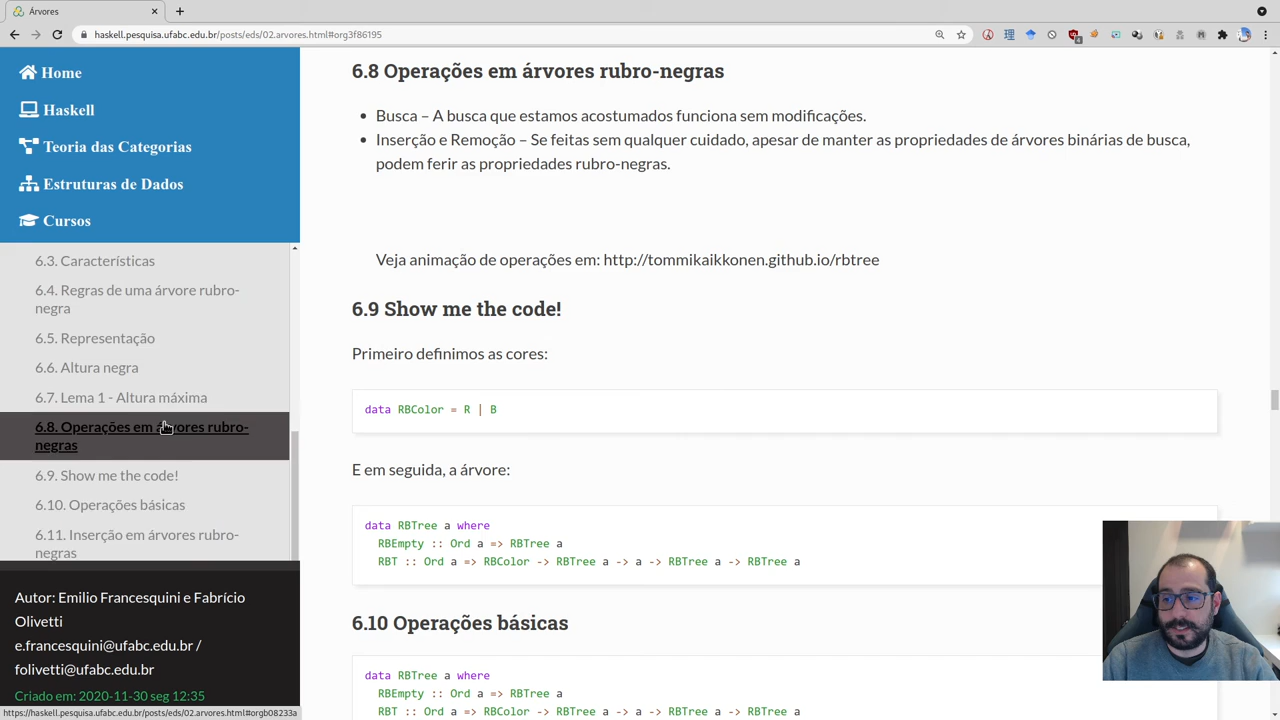 Árvores
haskell.pesquisa.ufabc.edu.br/posts/eds/02.arvores.html#org3f86195
Home
Haskell
Teoria das Categorias
Estruturas de Dados
Cursos
6.3. Características
6.4. Regras de uma árvore rubro-
negra
6.5. Representação
6.6. Altura negra
6.7. Lema 1 - Altura máxima
6.8. Operações em árvores rubro-
negras
6.9. Show me the code!
6.10. Operações básicas
6.11. Inserção em árvores rubro-
negras
Autor: Emilio Francesquini e Fabrício
Olivetti
e.francesquini@ufabc.edu.br /
folivetti@ufabc.edu.br
Criado em: 2020-11-30 seg 12:35
https://haskell.pesquisa.ufabc.edu.br/posts/eds/02.arvores.html#orgb08233a
6.8 Operações em árvores rubro-negras
• Busca – A busca que estamos acostumados funciona sem modificações.
• Inserção e Remoção – Se feitas sem qualquer cuidado, apesar de manter as propriedades de árvores binárias de busca,
podem ferir as propriedades rubro-negras.
Veja animação de operações em: http://tommikaikkonen.github.io/rbtree
6.9 Show me the code!
Primeiro definimos as cores:
data RBColor = R | B
E em seguida, a árvore:
data RBTree a where
RBEmpty :: Ord a => RBTree a
RBT :: Ord a => RBColor -> RBTree a -> a -> RBTree a -> RBTree a
6.10 Operações básicas
data RBTree a where
RBEmpty :: Ord a => RBTree a
RBT :: Ord a => RBColor -> RBTree a -> a -> RBTree a -> RBTree a